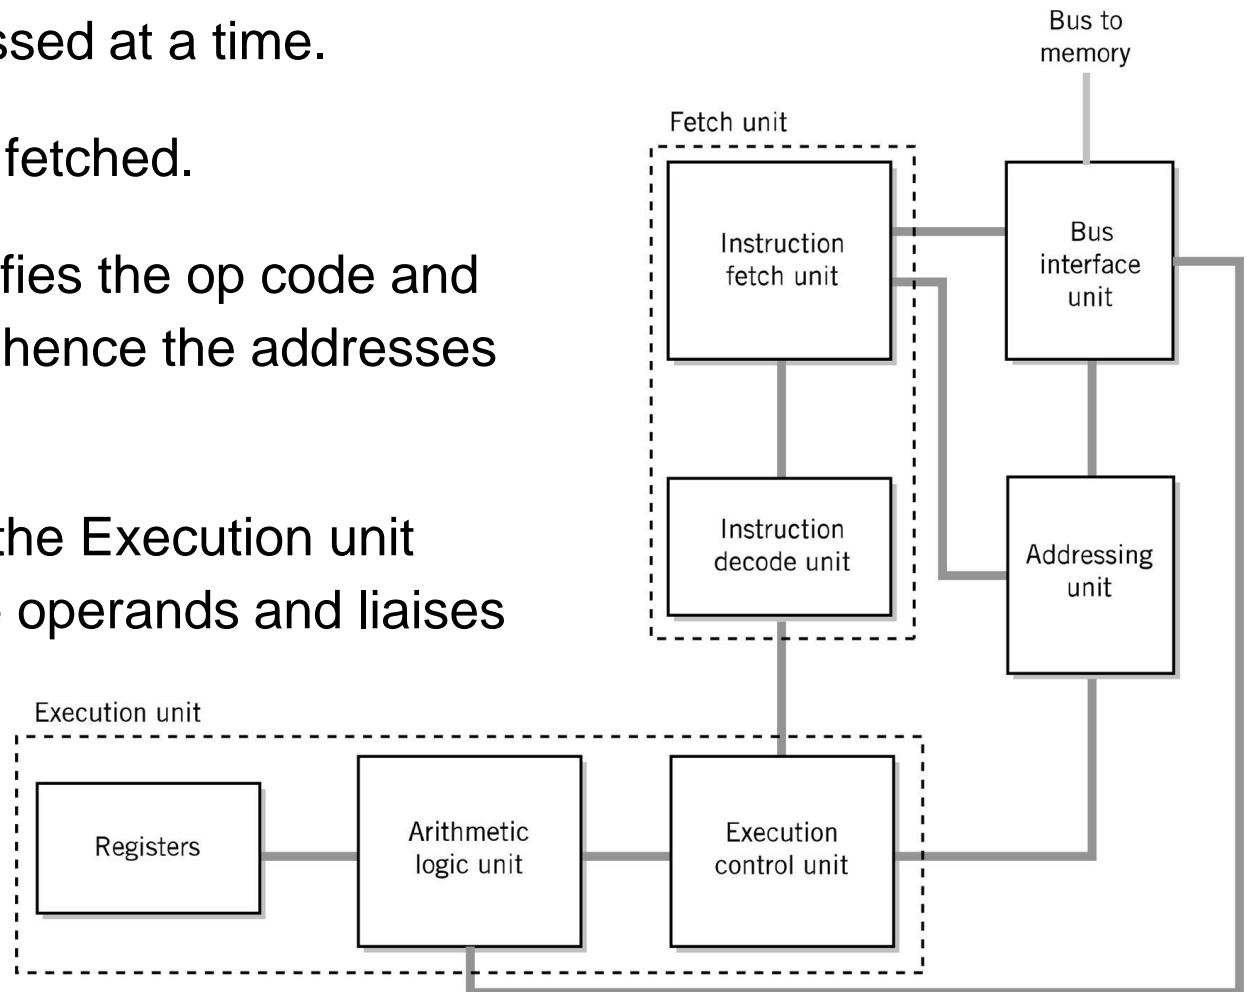 ssed at a time.
fetched.
fies the op code and
hence the addresses
the Execution unit
operands and liaises
Bus to
memory
Fetch unit
Instruction
fetch unit
Bus
interface
unit
Instruction
decode unit
Addressing
unit
Execution unit
Registers
Arithmetic
logic unit
Execution
control unit